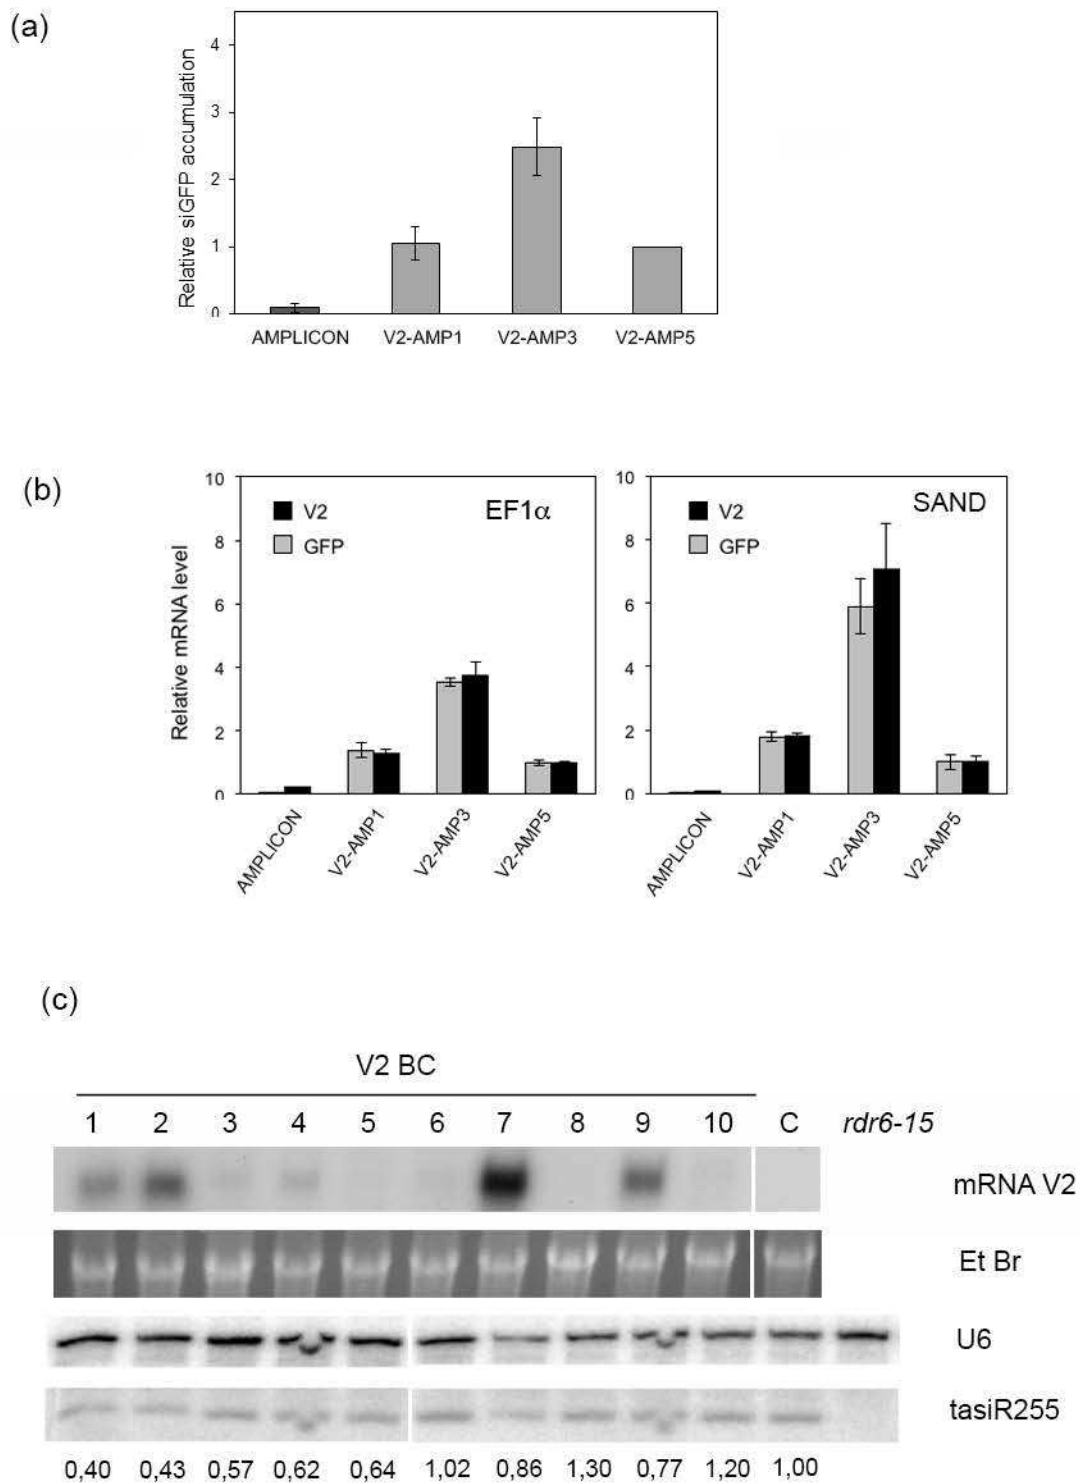 (a)
4
3
2
1
0
Relative siGFP accumulation
AMPLICON V2-AMP1 V2-AMP3 V2-AMP5
(b)
10
8
6
4
2
0
Relative mRNA level
V2
GFP
EF1α
AMPLICON
V2-AMP1
V2-AMP3
V2-AMP5
10
8
6
4
2
0
V2
GFP
SAND
AMPLICON
V2-AMP1
V2-AMP3
V2-AMP5
(c)
V2 BC
1 2 3 4 5 6 7 8 9 10 C rdr6-15
mRNA V2
Et Br
U6
tasiR255
0,40 0,43 0,57 0,62 0,64 1,02 0,86 1,30 0,77 1,20 1,00